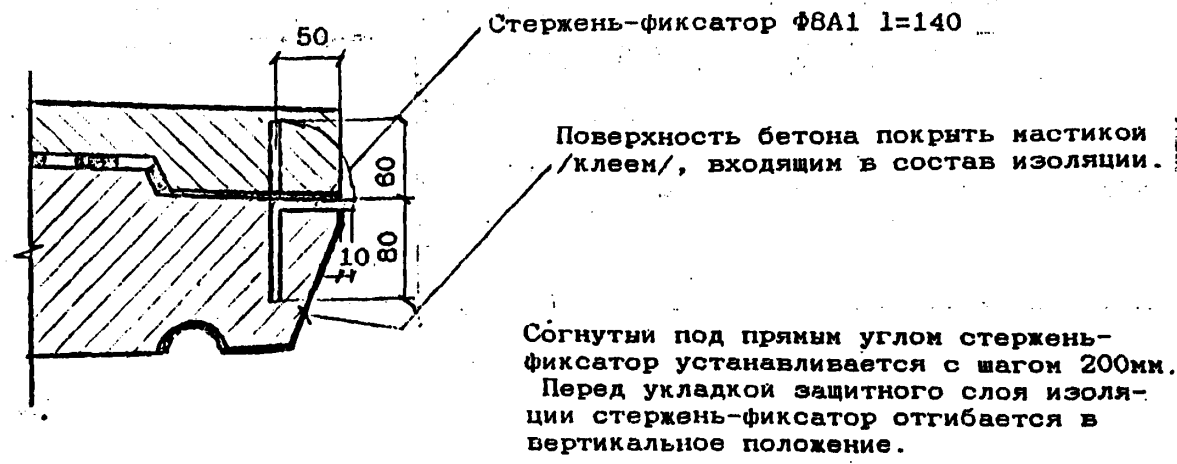 Стержень-фиксатор Ф8А1 l=140
50
Поверхность бетона покрыть мастикой
/клеем/, входящим в состав изоляции.
60
10
80
Согнутый под прямым углом стержень-
фиксатор устанавливается с шагом 200мм.
Перед укладкой защитного слоя изоля-
ции стержень-фиксатор отгибается в
вертикальное положение.